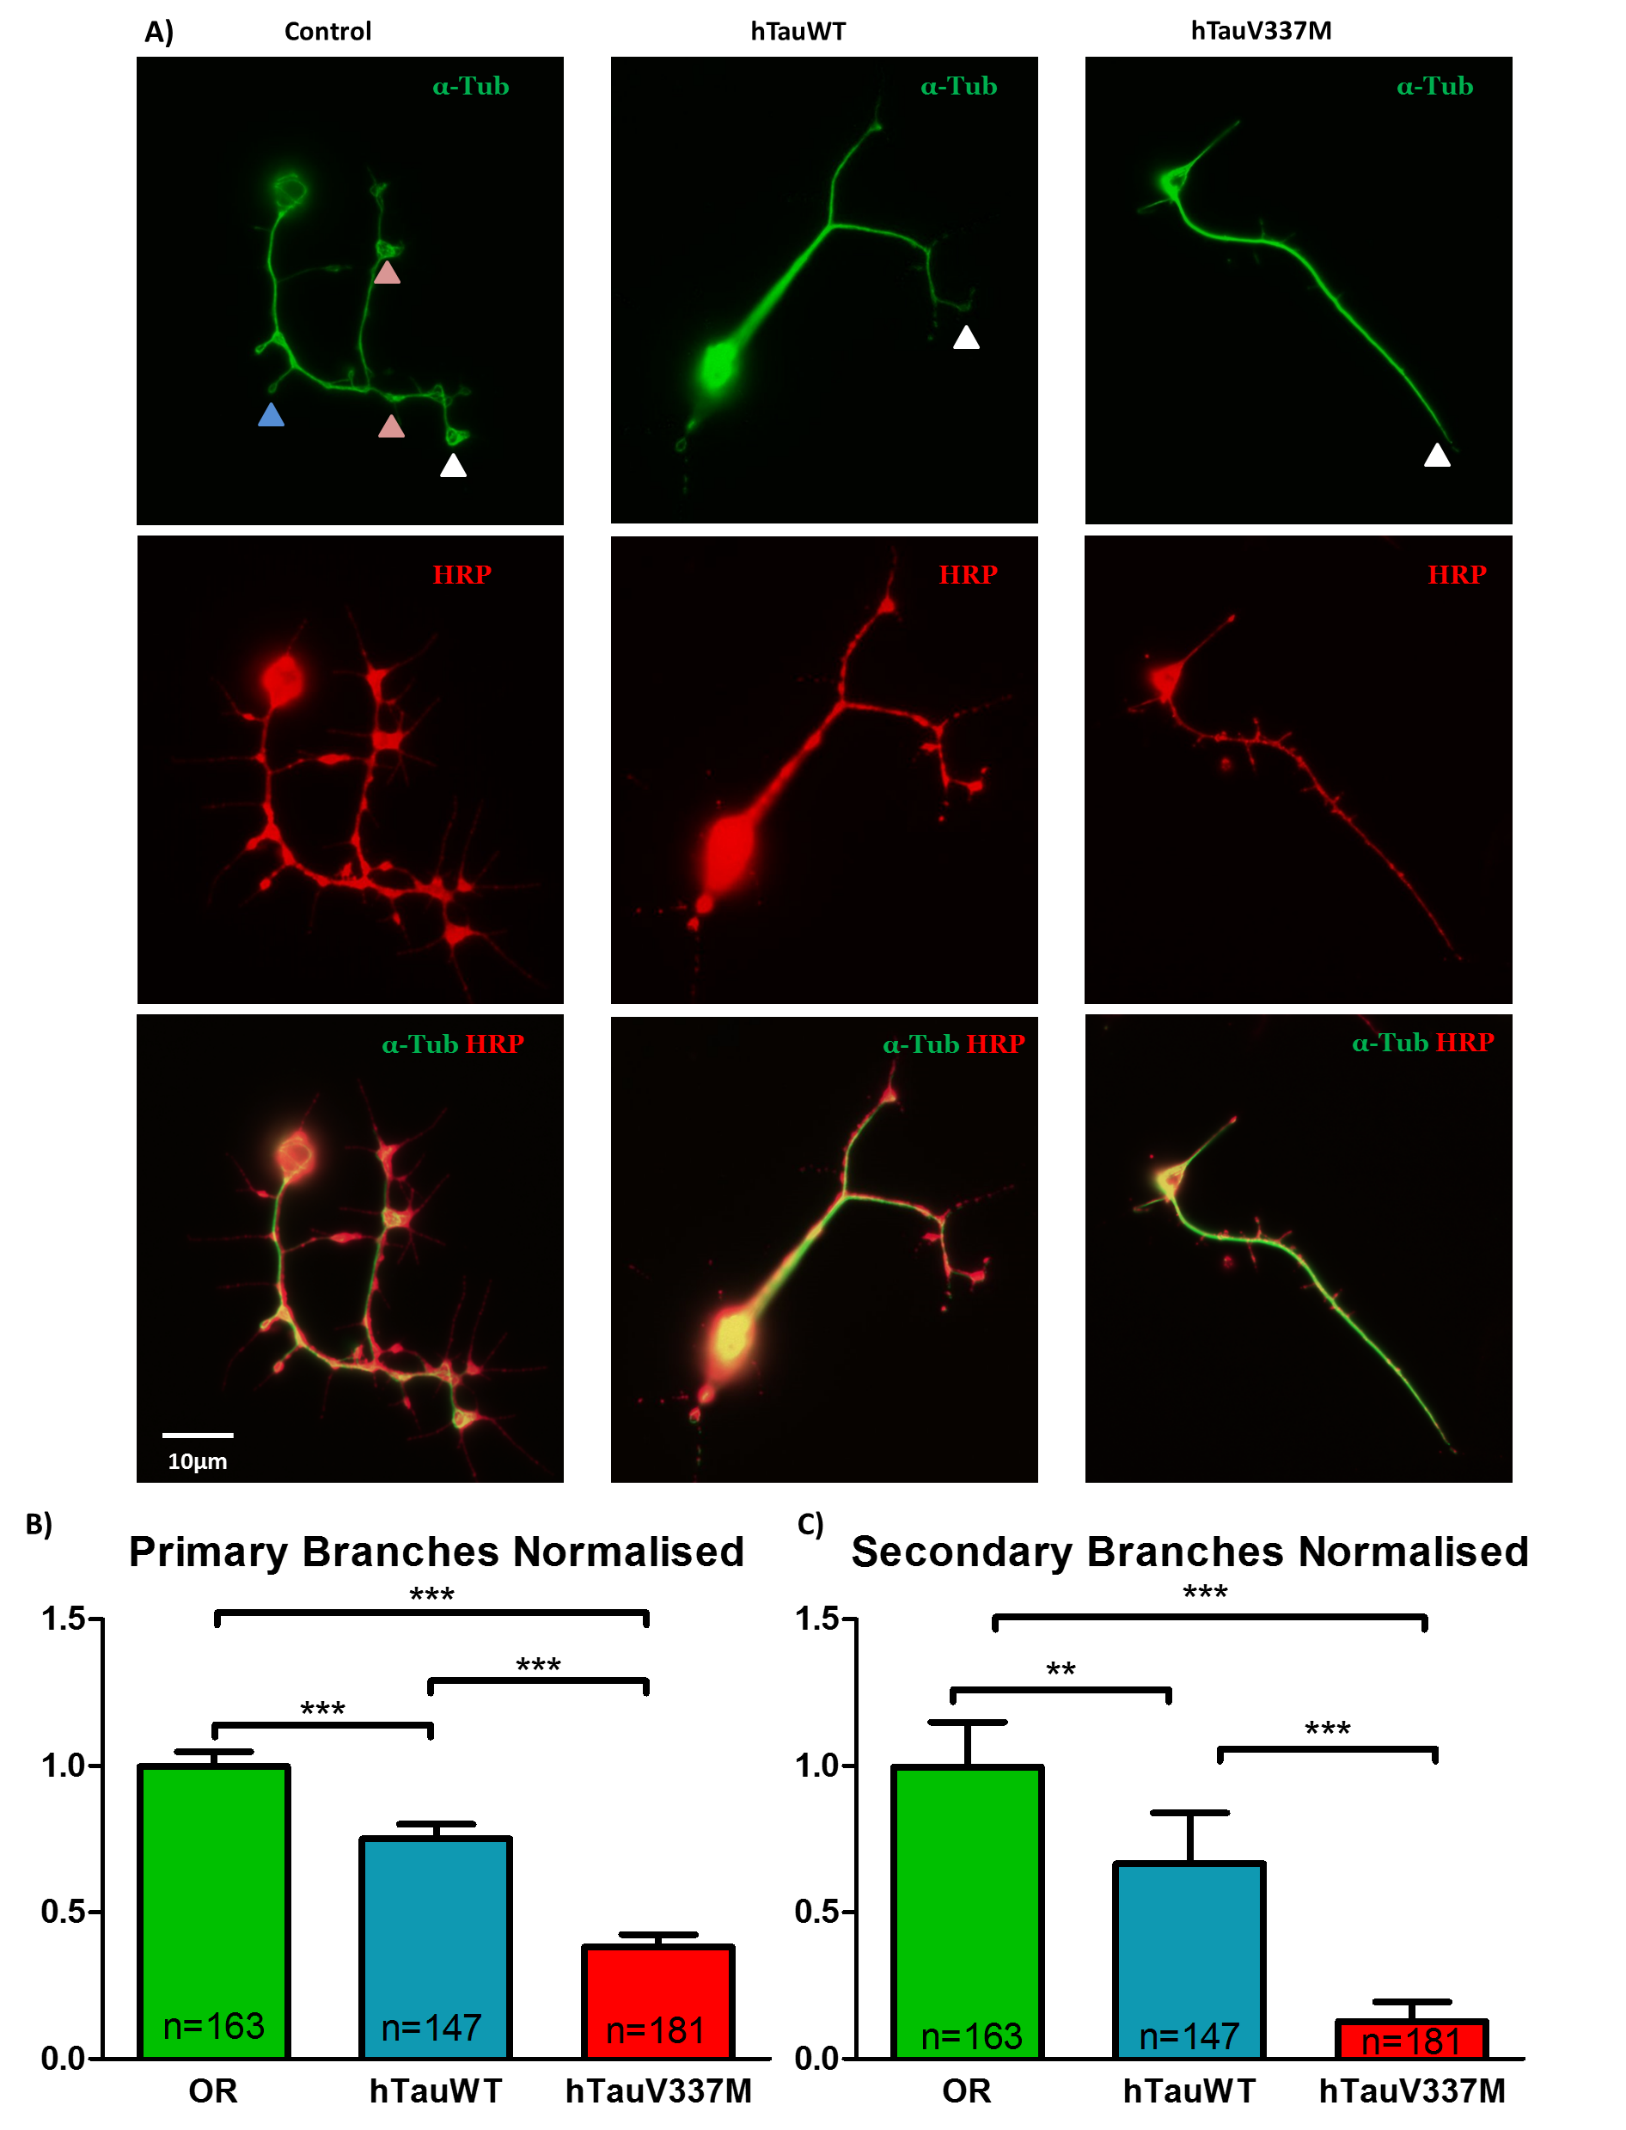 A) Control hTauWT hTauV337M
α-Tub α-Tub α-Tub
HRP HRP HRP
α-Tub HRP α-Tub HRP α-Tub HRP
10μm
B)
Primary Branches Normalised
***
***
***
1.5
1.0
0.5
0.0
n=163 n=147 n=181
OR hTauWT hTauV337M
C)
Secondary Branches Normalised
***
**
***
1.5
1.0
0.5
0.0
n=163 n=147 n=181
OR hTauWT hTauV337M